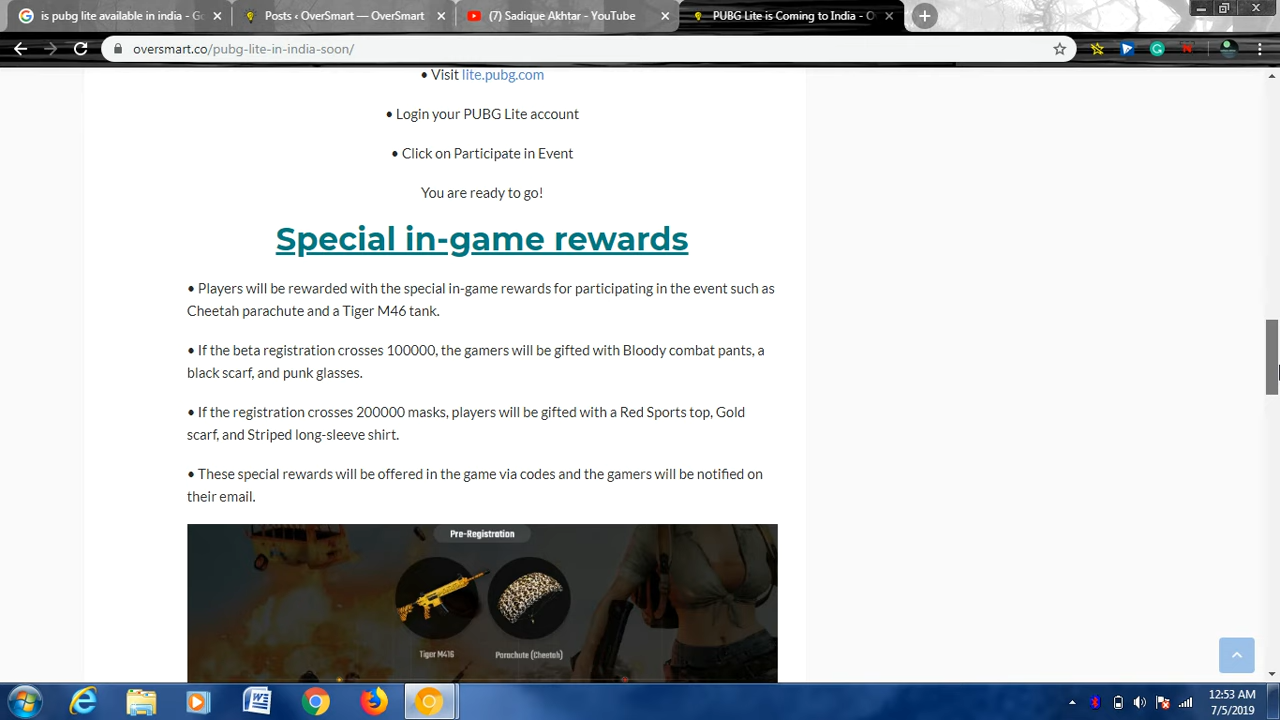 is pubg lite available in india - G
Posts ‹ OverSmart — OverSmart
(7) Sadique Akhtar - YouTube
PUBG Lite is Coming to India - O
oversmart.co/pubg-lite-in-india-soon/
• Visit lite.pubg.com
• Login your PUBG Lite account
• Click on Participate in Event
You are ready to go!
Special in-game rewards
• Players will be rewarded with the special in-game rewards for participating in the event such as
Cheetah parachute and a Tiger M46 tank.
• If the beta registration crosses 100000, the gamers will be gifted with Bloody combat pants, a
black scarf, and punk glasses.
• If the registration crosses 200000 masks, players will be gifted with a Red Sports top, Gold
scarf, and Striped long-sleeve shirt.
• These special rewards will be offered in the game via codes and the gamers will be notified on
their email.
Pre-Registration
Tiger M416
Parachute (Cheetah)
12:53 AM
7/5/2019